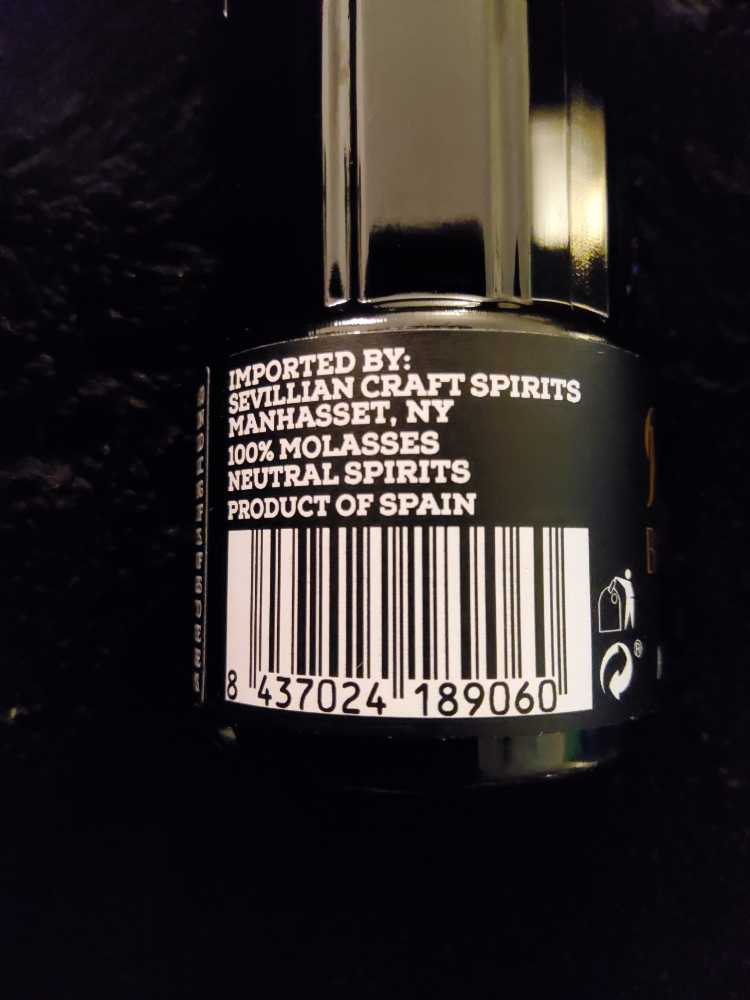 IMPORTED BY:
SEVILLIAN CRAFT SPIRITS
MANHASSET, NY
100% MOLASSES
NEUTRAL SPIRITS
PRODUCT OF SPAIN
8 437024 189060
®